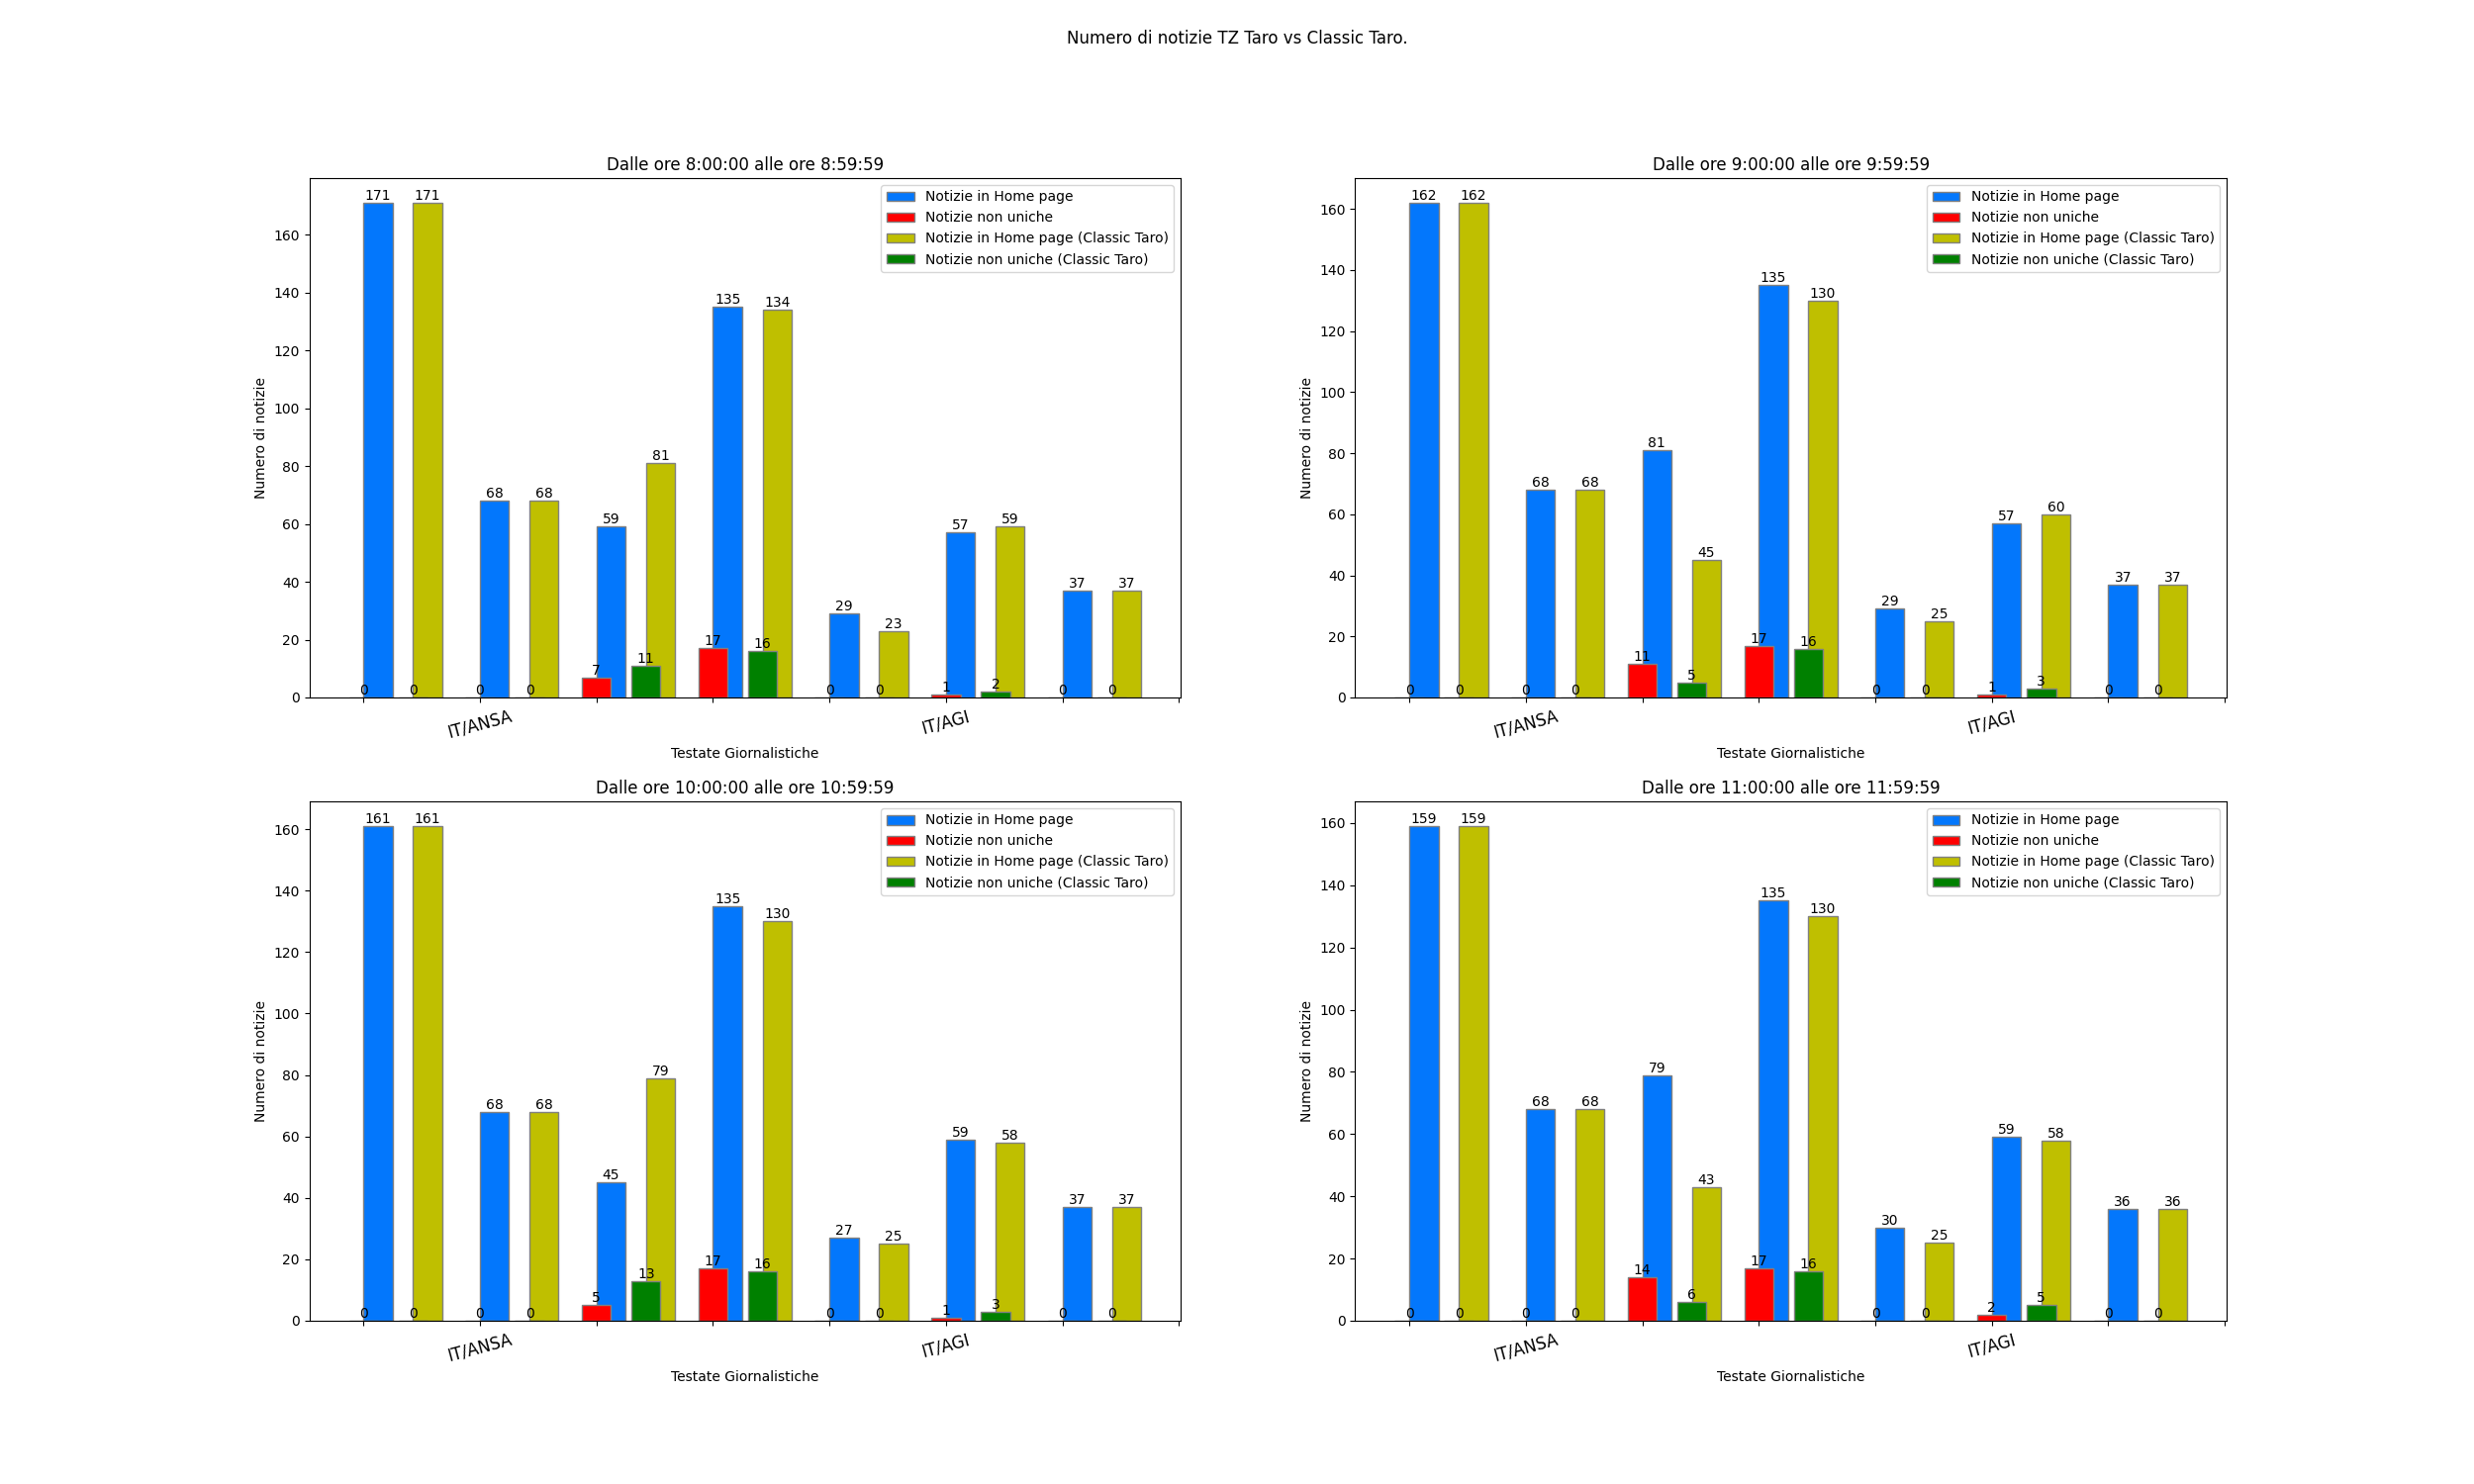 Numero di notizie TZ Taro vs Classic Taro.
Dalle ore 8:00:00 alle ore 8:59:59
Notizie in Home page
Notizie non uniche
Notizie in Home page (Classic Taro)
Notizie non uniche (Classic Taro)
Numero di notizie
160
140
120
100
80
60
40
20
0
171 171
68 68
59 81
135 134
29 23
57 59
37 37
0 0 0 0 7 11 17 16 0 0 1 2 0 0
IT/ANSA IT/AGI
Testate Giornalistiche
Dalle ore 9:00:00 alle ore 9:59:59
Notizie in Home page
Notizie non uniche
Notizie in Home page (Classic Taro)
Notizie non uniche (Classic Taro)
Numero di notizie
160
140
120
100
80
60
40
20
0
162 162
68 68
81 45
135 130
29 25
57 60
37 37
0 0 0 0 11 5 17 16 0 0 1 3 0 0
IT/ANSA IT/AGI
Testate Giornalistiche
Dalle ore 10:00:00 alle ore 10:59:59
Notizie in Home page
Notizie non uniche
Notizie in Home page (Classic Taro)
Notizie non uniche (Classic Taro)
Numero di notizie
160
140
120
100
80
60
40
20
0
161 161
68 68
45 79
135 130
27 25
59 58
37 37
0 0 0 0 5 13 17 16 0 0 1 3 0 0
IT/ANSA IT/AGI
Testate Giornalistiche
Dalle ore 11:00:00 alle ore 11:59:59
Notizie in Home page
Notizie non uniche
Notizie in Home page (Classic Taro)
Notizie non uniche (Classic Taro)
Numero di notizie
160
140
120
100
80
60
40
20
0
159 159
68 68
79 43
135 130
30 25
59 58
36 36
0 0 0 0 14 6 17 16 0 0 2 5 0 0
IT/ANSA IT/AGI
Testate Giornalistiche